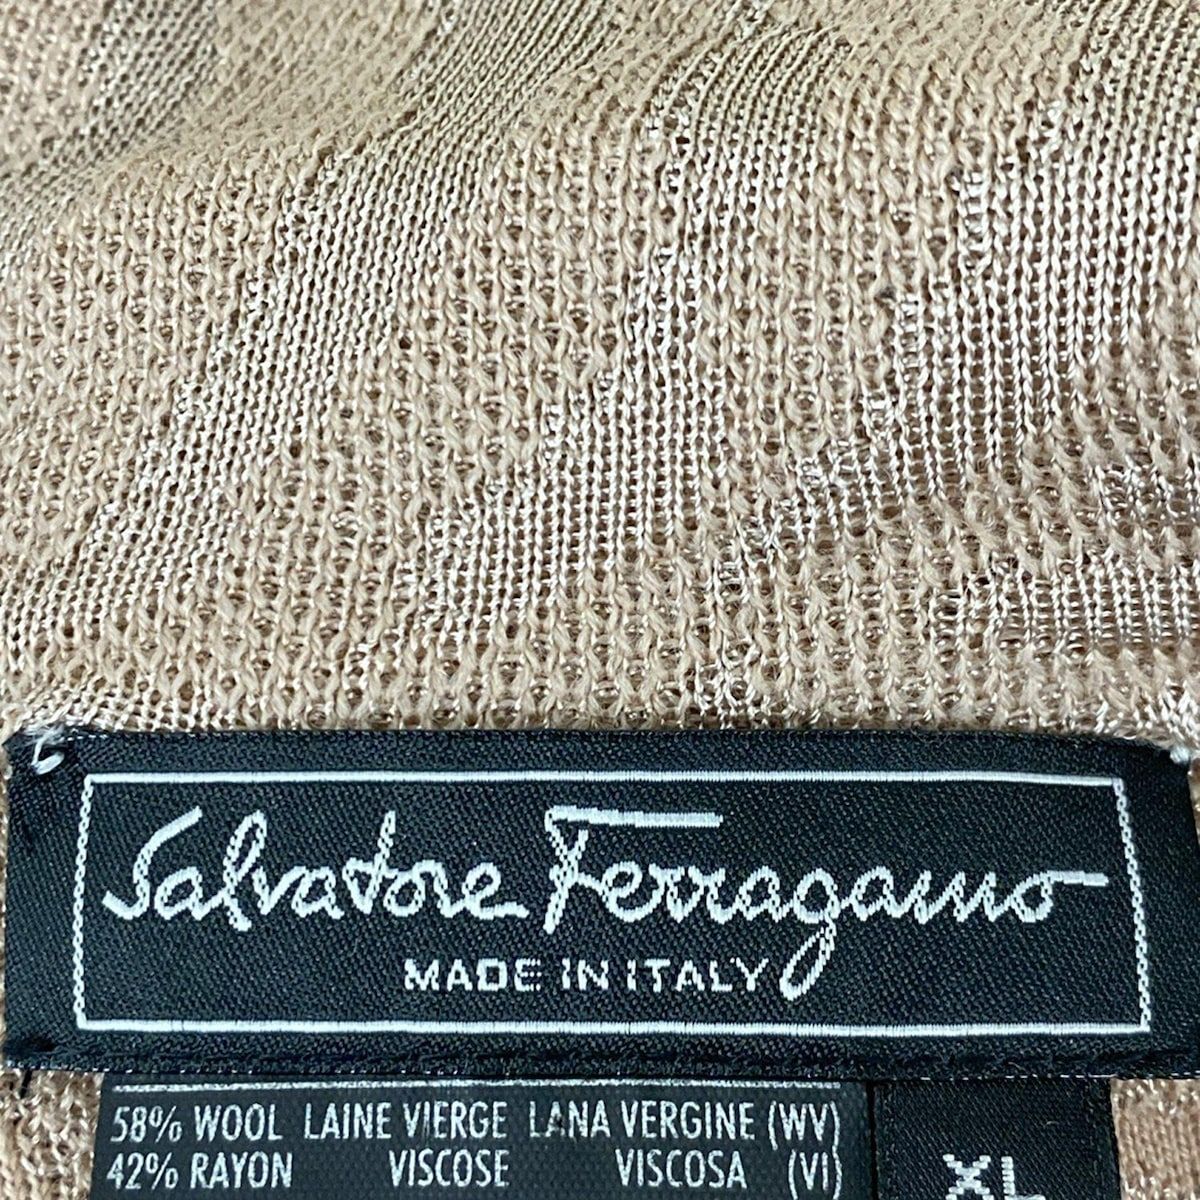 Salvatore Ferragamo
MADE IN ITALY
58% WOOL LAINE VIERGE LANA VERGINE (WV)
42% RAYON VISCOSE VISCOSA (VI)
XL